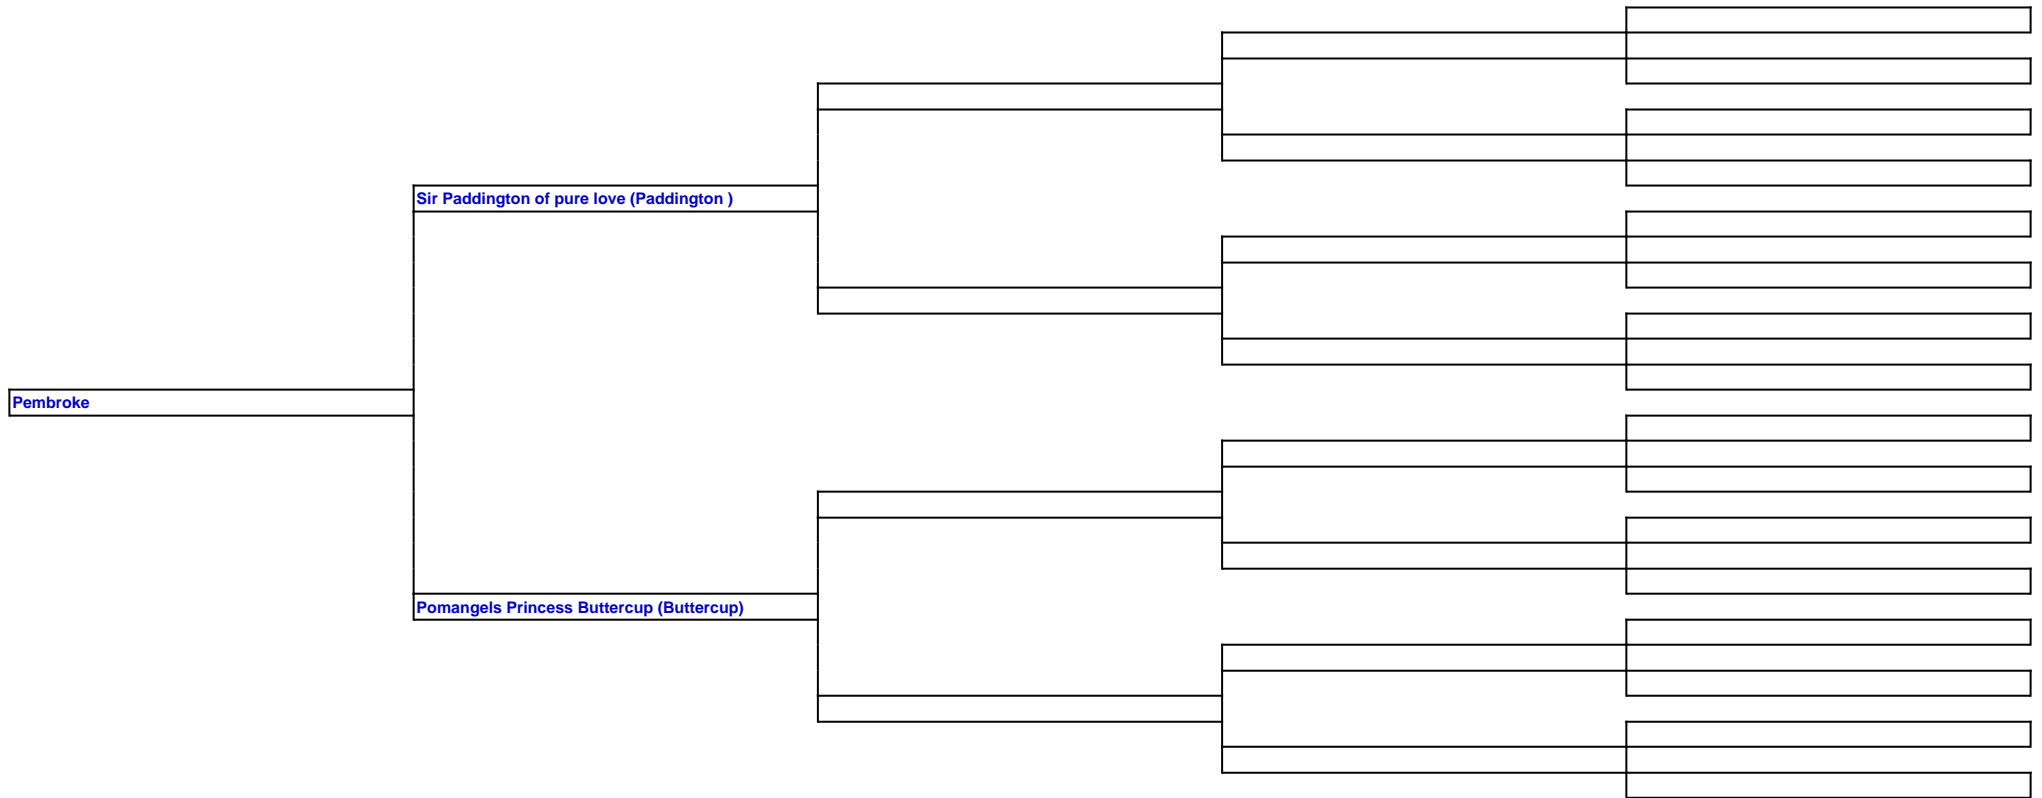 Sir Paddington of pure love (Paddington )
Pembroke
Pomangels Princess Buttercup (Buttercup)